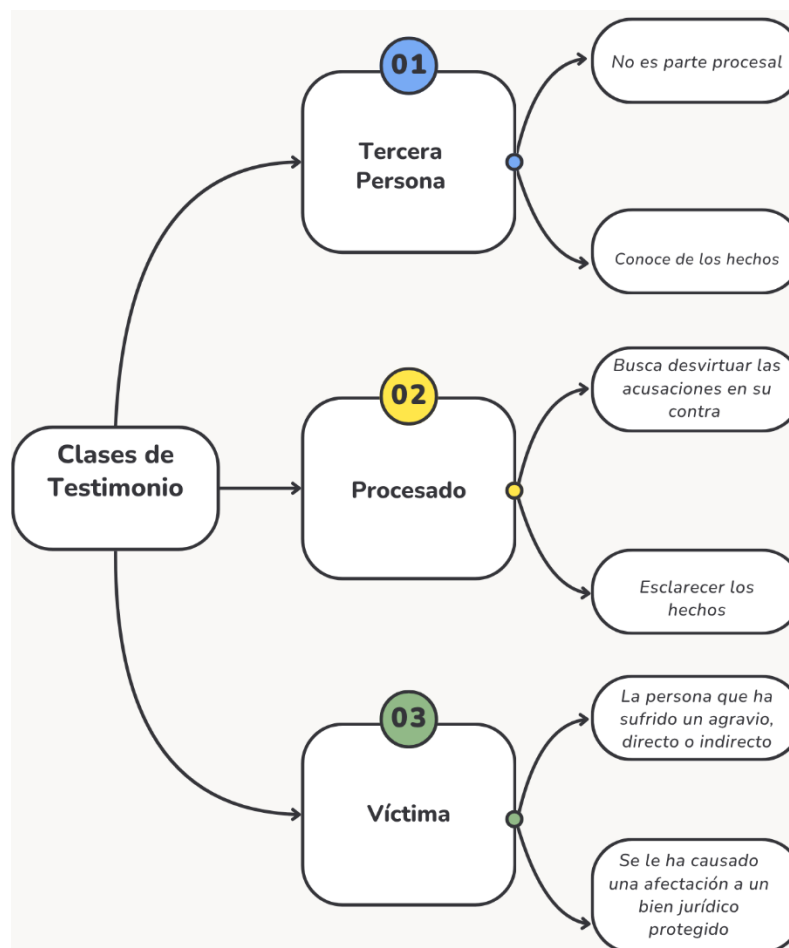 Clases de
Testimonio
01
Tercera
Persona
No es parte procesal
Conoce de los hechos
02
Procesado
Busca desvirtuar las
acusaciones en su
contra
Esclarecer los
hechos
03
Víctima
La persona que ha
sufrido un agravio,
directo o indirecto
Se le ha causado
una afectación a un
bien jurídico
protegido